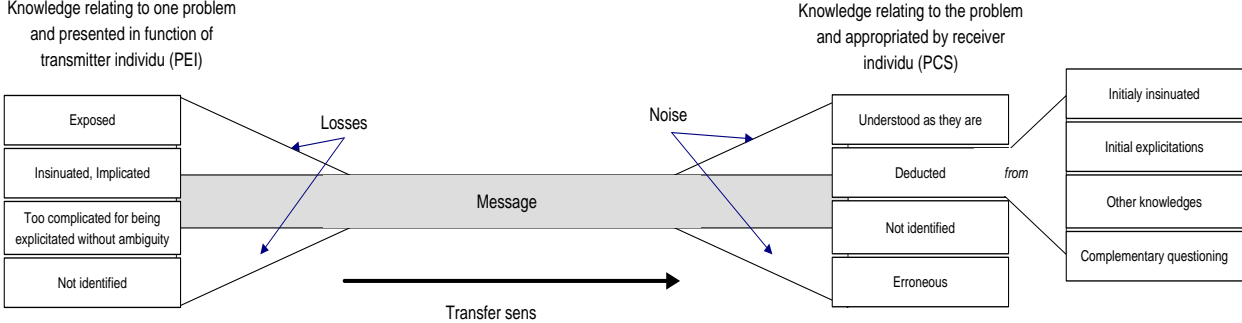 Knowledge relating to one problem
and presented in function of
transmitter individu (PEI)
Exposed
Insinuated, Implicated
Too complicated for being
explicitated without ambiguity
Not identified
Losses
Message
Transfer sens
Noise
Knowledge relating to the problem
and appropriated by receiver
individu (PCS)
Understood as they are
Deducted
Not identified
Erroneous
from
Initialy insinuated
Initial explicitations
Other knowledges
Complementary questioning